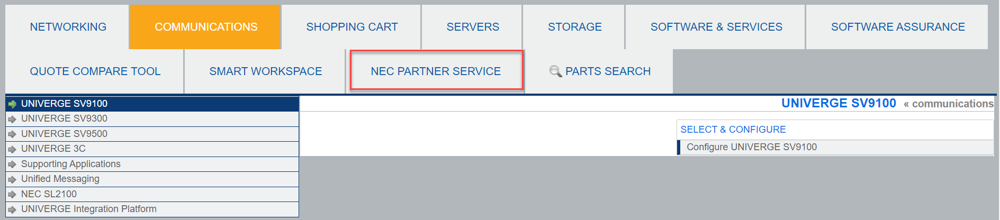 NETWORKING COMMUNICATIONS SHOPPING CART SERVERS STORAGE SOFTWARE & SERVICES SOFTWARE ASSURANCE
QUOTE COMPARE TOOL SMART WORKSPACE NEC PARTNER SERVICE PARTS SEARCH
UNIVERGE SV9100
UNIVERGE SV9300
UNIVERGE SV9500
UNIVERGE 3C
Supporting Applications
Unified Messaging
NEC SL2100
UNIVERGE Integration Platform
UNIVERGE SV9100 « communications
SELECT & CONFIGURE
Configure UNIVERGE SV9100